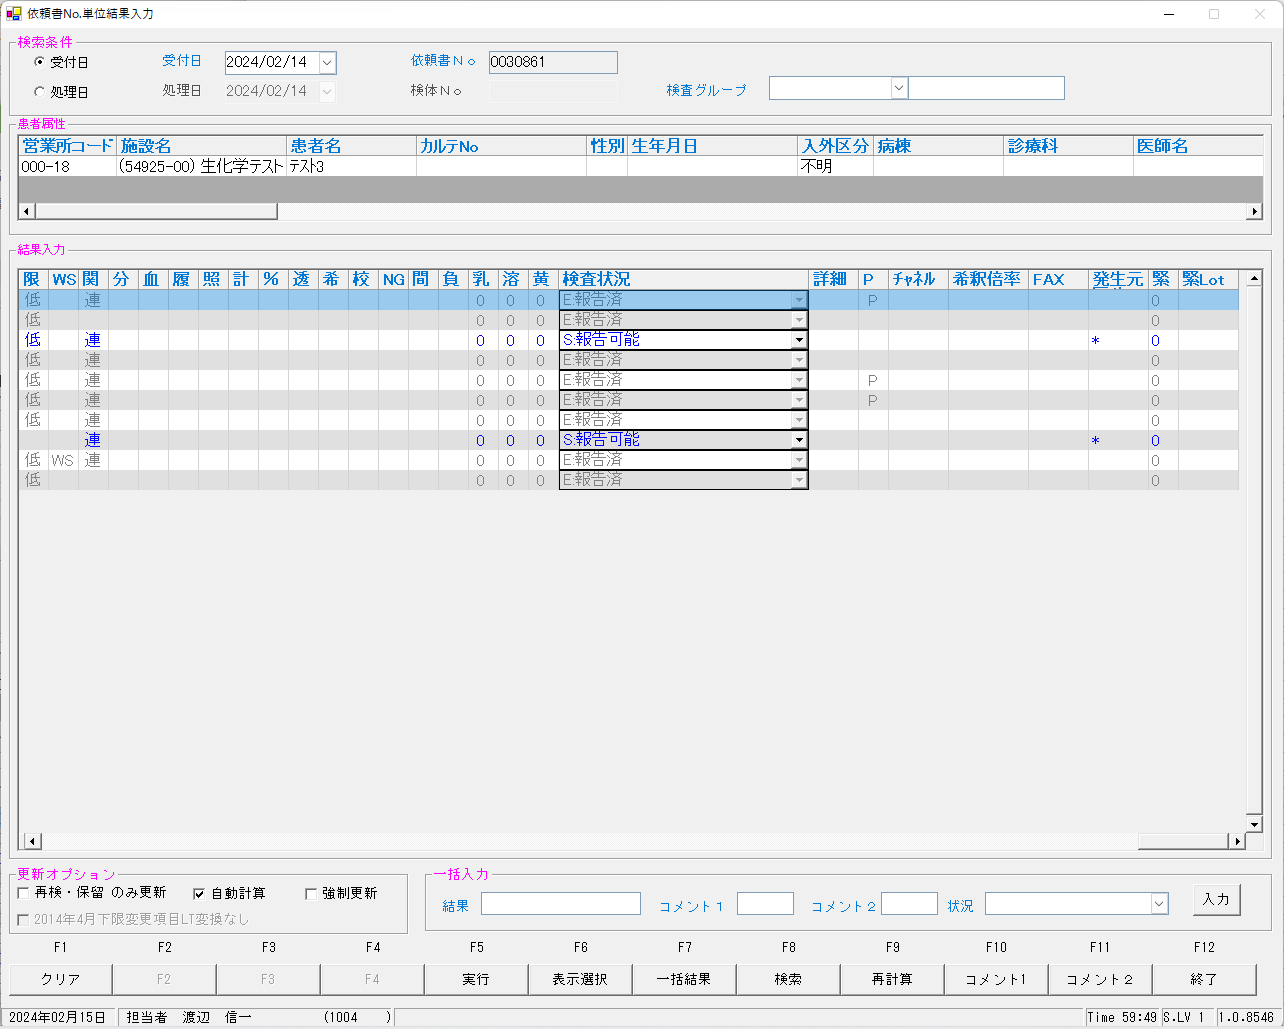 依頼書No.単位結果入力
検索条件
受付日 受付日 2024/02/14 依頼書Ｎｏ 0030861
処理日 処理日 2024/02/14 検体Ｎｏ 検査グループ
患者属性
営業所コード 施設名 患者名 カルテNo 性別 生年月日 入外区分 病棟 診療科 医師名
000-18 (54925-00) 生化学テスト ﾃｽﾄ3 不明
結果入力
限 WS 関 分 血 履 照 計 % 透 希 校 NG 間 負 乳 溶 黄 検査状況 詳細 P ﾁｬﾈﾙ 希釈倍率 FAX 発生元 緊 緊Lot
低 連 0 0 0 E:報告済 P 0
低 0 0 0 E:報告済 0
低 連 0 0 0 S:報告可能 * 0
低 連 0 0 0 E:報告済 0
低 連 0 0 0 E:報告済 P 0
低 連 0 0 0 E:報告済 P 0
低 連 0 0 0 E:報告済 0
連 0 0 0 S:報告可能 * 0
低 WS 連 0 0 0 E:報告済 0
低 0 0 0 E:報告済 0
更新オプション
再検・保留 のみ更新 自動計算 強制更新
2014年4月下限変更項目LT変換なし
一括入力
結果 コメント１ コメント２ 状況 入力
F1 F2 F3 F4 F5 F6 F7 F8 F9 F10 F11 F12
クリア F2 F3 F4 実行 表示選択 一括結果 検索 再計算 コメント1 コメント２ 終了
2024年02月15日 担当者 渡辺 信一 (1004 ) Time 59:49 S.LV 1 1.0.8546